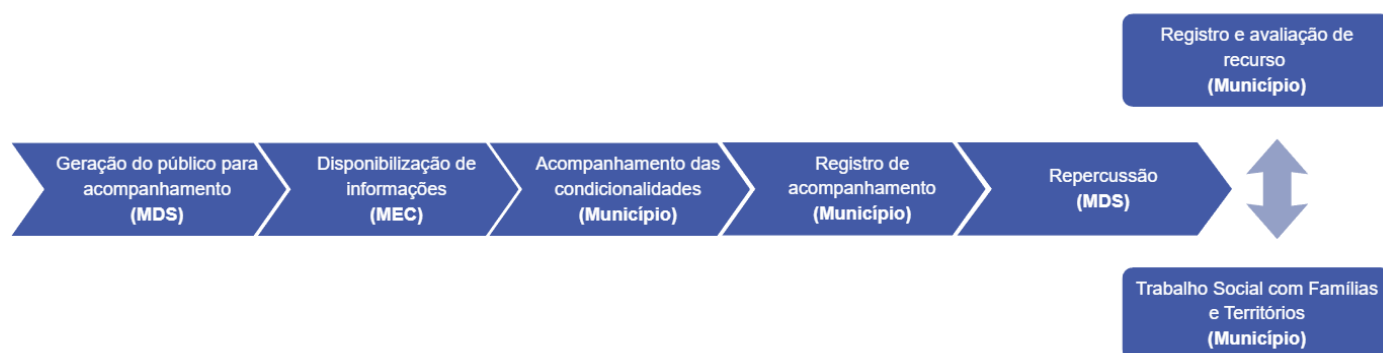 Registro e avaliação de
recurso
(Município)
Geração do público para
acompanhamento
(MDS)
Disponibilização de
informações
(MEC)
Acompanhamento das
condicionalidades
(Município)
Registro de
acompanhamento
(Município)
Repercussão
(MDS)
Trabalho Social com Famílias
e Territórios
(Município)